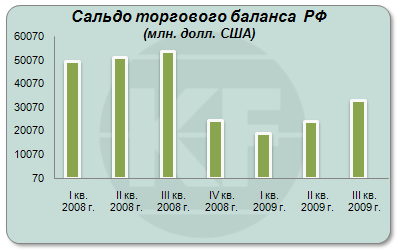 Сальдо торгового баланса РФ
(млн. долл. США)
60070
50070
40070
30070
20070
10070
70
I кв. 2008 г.
II кв. 2008 г.
III кв. 2008 г.
IV кв. 2008 г.
I кв. 2009 г.
II кв. 2009 г.
III кв. 2009 г.
KF